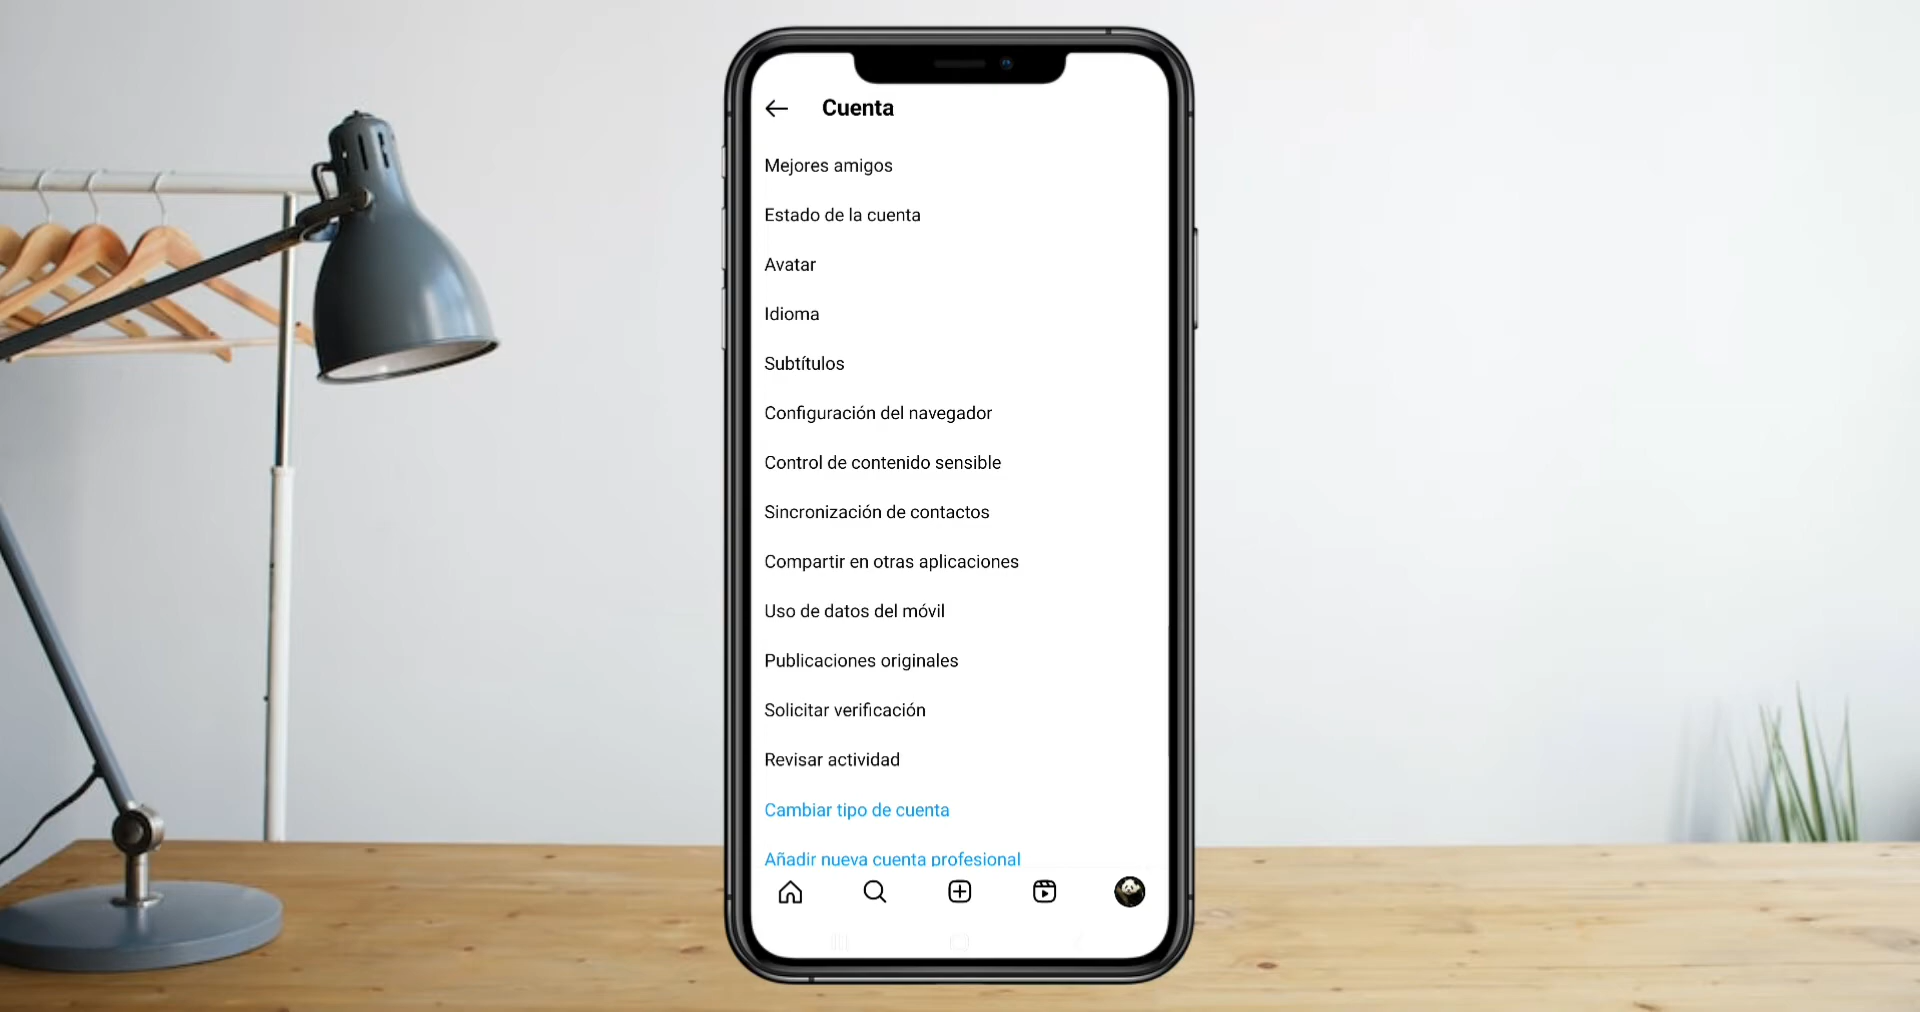 Cuenta
Mejores amigos
Estado de la cuenta
Avatar
Idioma
Subtítulos
Configuración del navegador
Control de contenido sensible
Sincronización de contactos
Compartir en otras aplicaciones
Uso de datos del móvil
Publicaciones originales
Solicitar verificación
Revisar actividad
Cambiar tipo de cuenta
Añadir nueva cuenta profesional